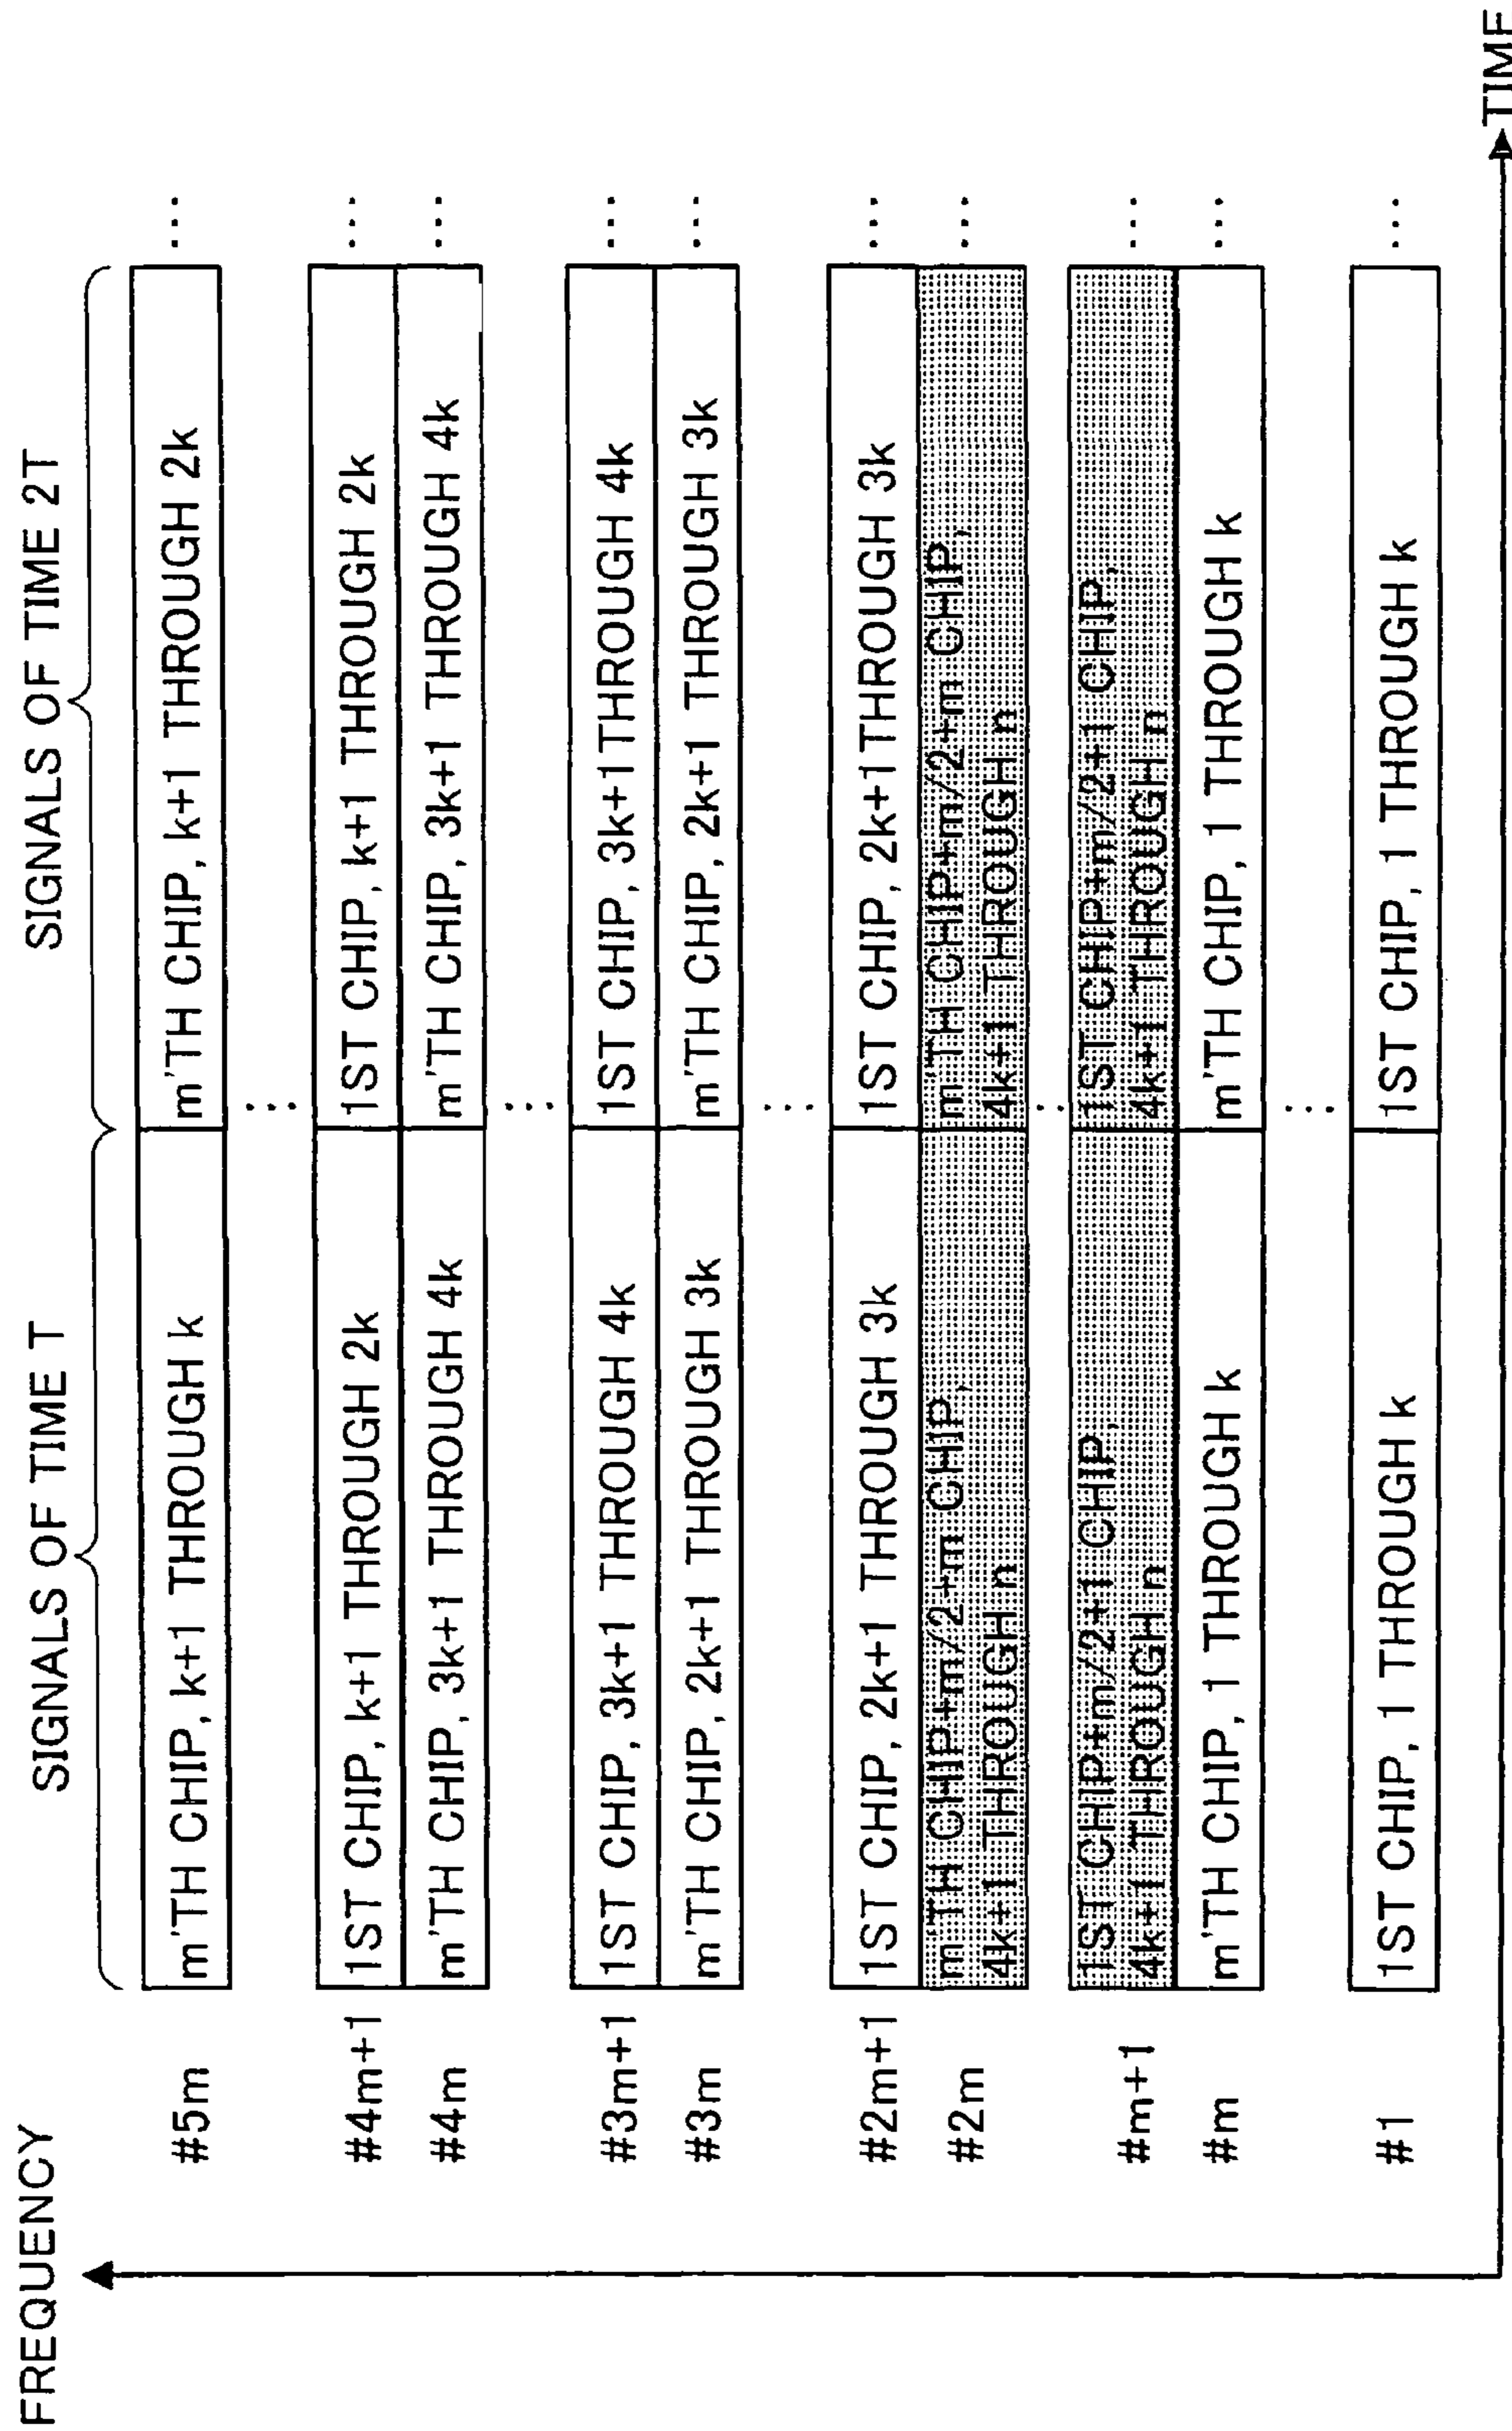 FREQUENCY
SIGNALS OF TIME T
SIGNALS OF TIME 2T
#5m
m'TH CHIP, k+1 THROUGH k
m'TH CHIP, k+1 THROUGH 2k
...
...
#4m+1
1ST CHIP, k+1 THROUGH 2k
1ST CHIP, k+1 THROUGH 2k
...
#4m
m'TH CHIP, 3k+1 THROUGH 4k
m'TH CHIP, 3k+1 THROUGH 4k
...
...
#3m+1
1ST CHIP, 3k+1 THROUGH 4k
1ST CHIP, 3k+1 THROUGH 4k
...
#3m
m'TH CHIP, 2k+1 THROUGH 3k
m'TH CHIP, 2k+1 THROUGH 3k
...
...
#2m+1
1ST CHIP, 2k+1 THROUGH 3k
1ST CHIP, 2k+1 THROUGH 3k
...
#2m
m'TH CHIP+m/2+m CHIP,
4k+1 THROUGH n
m'TH CHIP+m/2+m CHIP,
4k+1 THROUGH n
...
...
#m+1
1ST CHIP+m/2+1 CHIP,
4k+1 THROUGH n
1ST CHIP+m/2+1 CHIP,
4k+1 THROUGH n
...
#m
m'TH CHIP, 1 THROUGH k
m'TH CHIP, 1 THROUGH k
...
...
#1
1ST CHIP, 1 THROUGH k
1ST CHIP, 1 THROUGH k
...
TIME